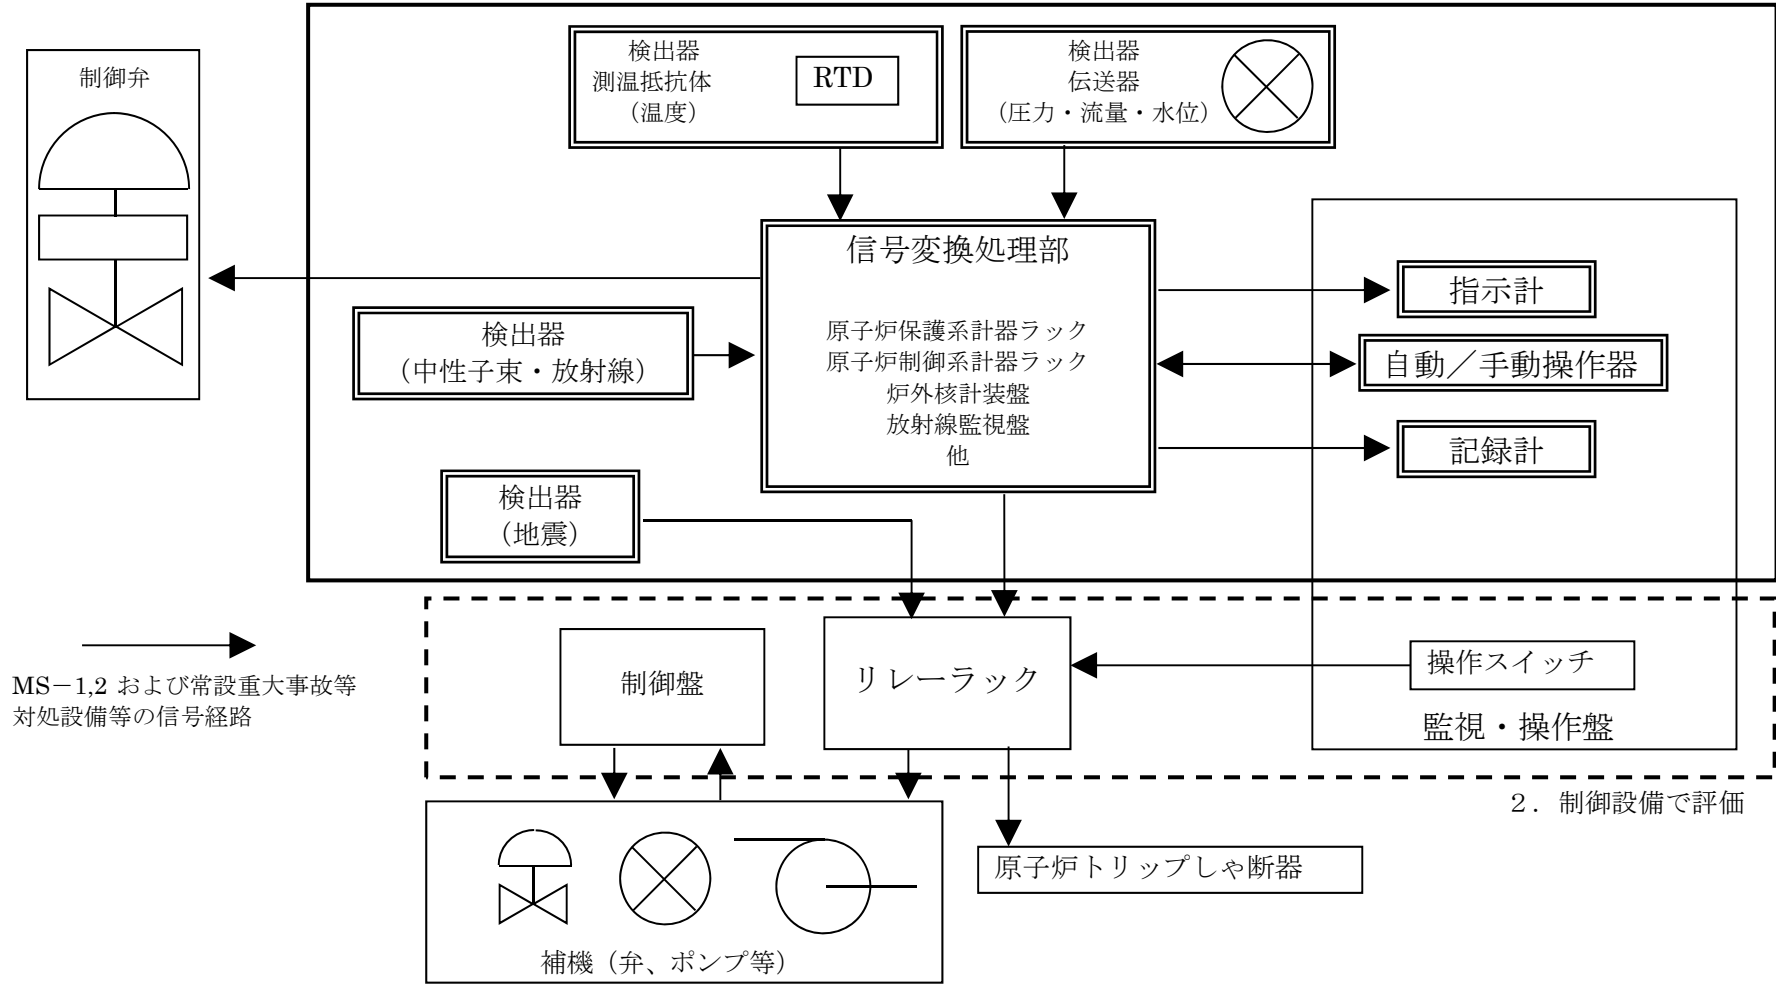 制御弁
検出器
測温抵抗体
（温度）
RTD
検出器
伝送器
（圧力・流量・水位）
信号変換処理部
原子炉保護系計器ラック
原子炉制御系計器ラック
炉外核計装盤
放射線監視盤
他
検出器
（中性子束・放射線）
検出器
（地震）
指示計
自動／手動操作器
記録計
MS－1,2 および常設重大事故等
対処設備等の信号経路
制御盤
リレーラック
操作スイッチ
監視・操作盤
２．制御設備で評価
原子炉トリップしゃ断器
補機（弁、ポンプ等）